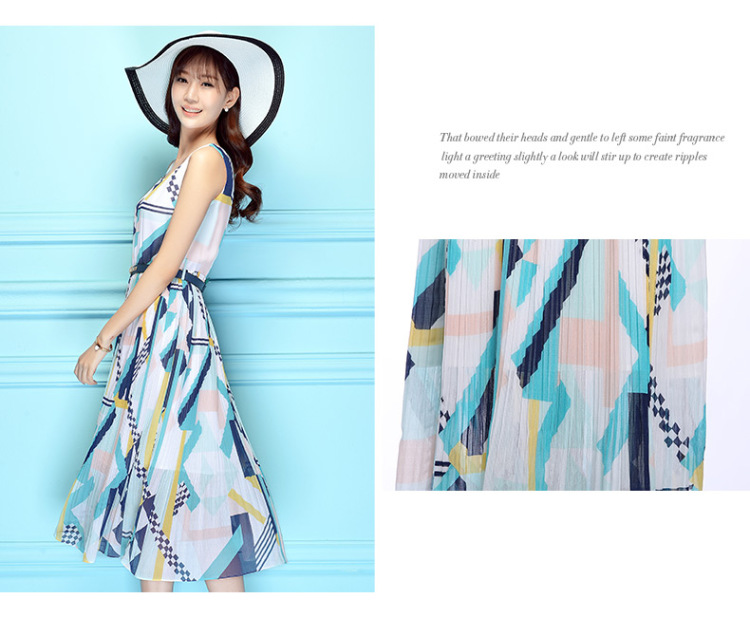 That bowed their heads and gentle to left some faint fragrance
light a greeting slightly a look will stir up to create ripples
moved inside